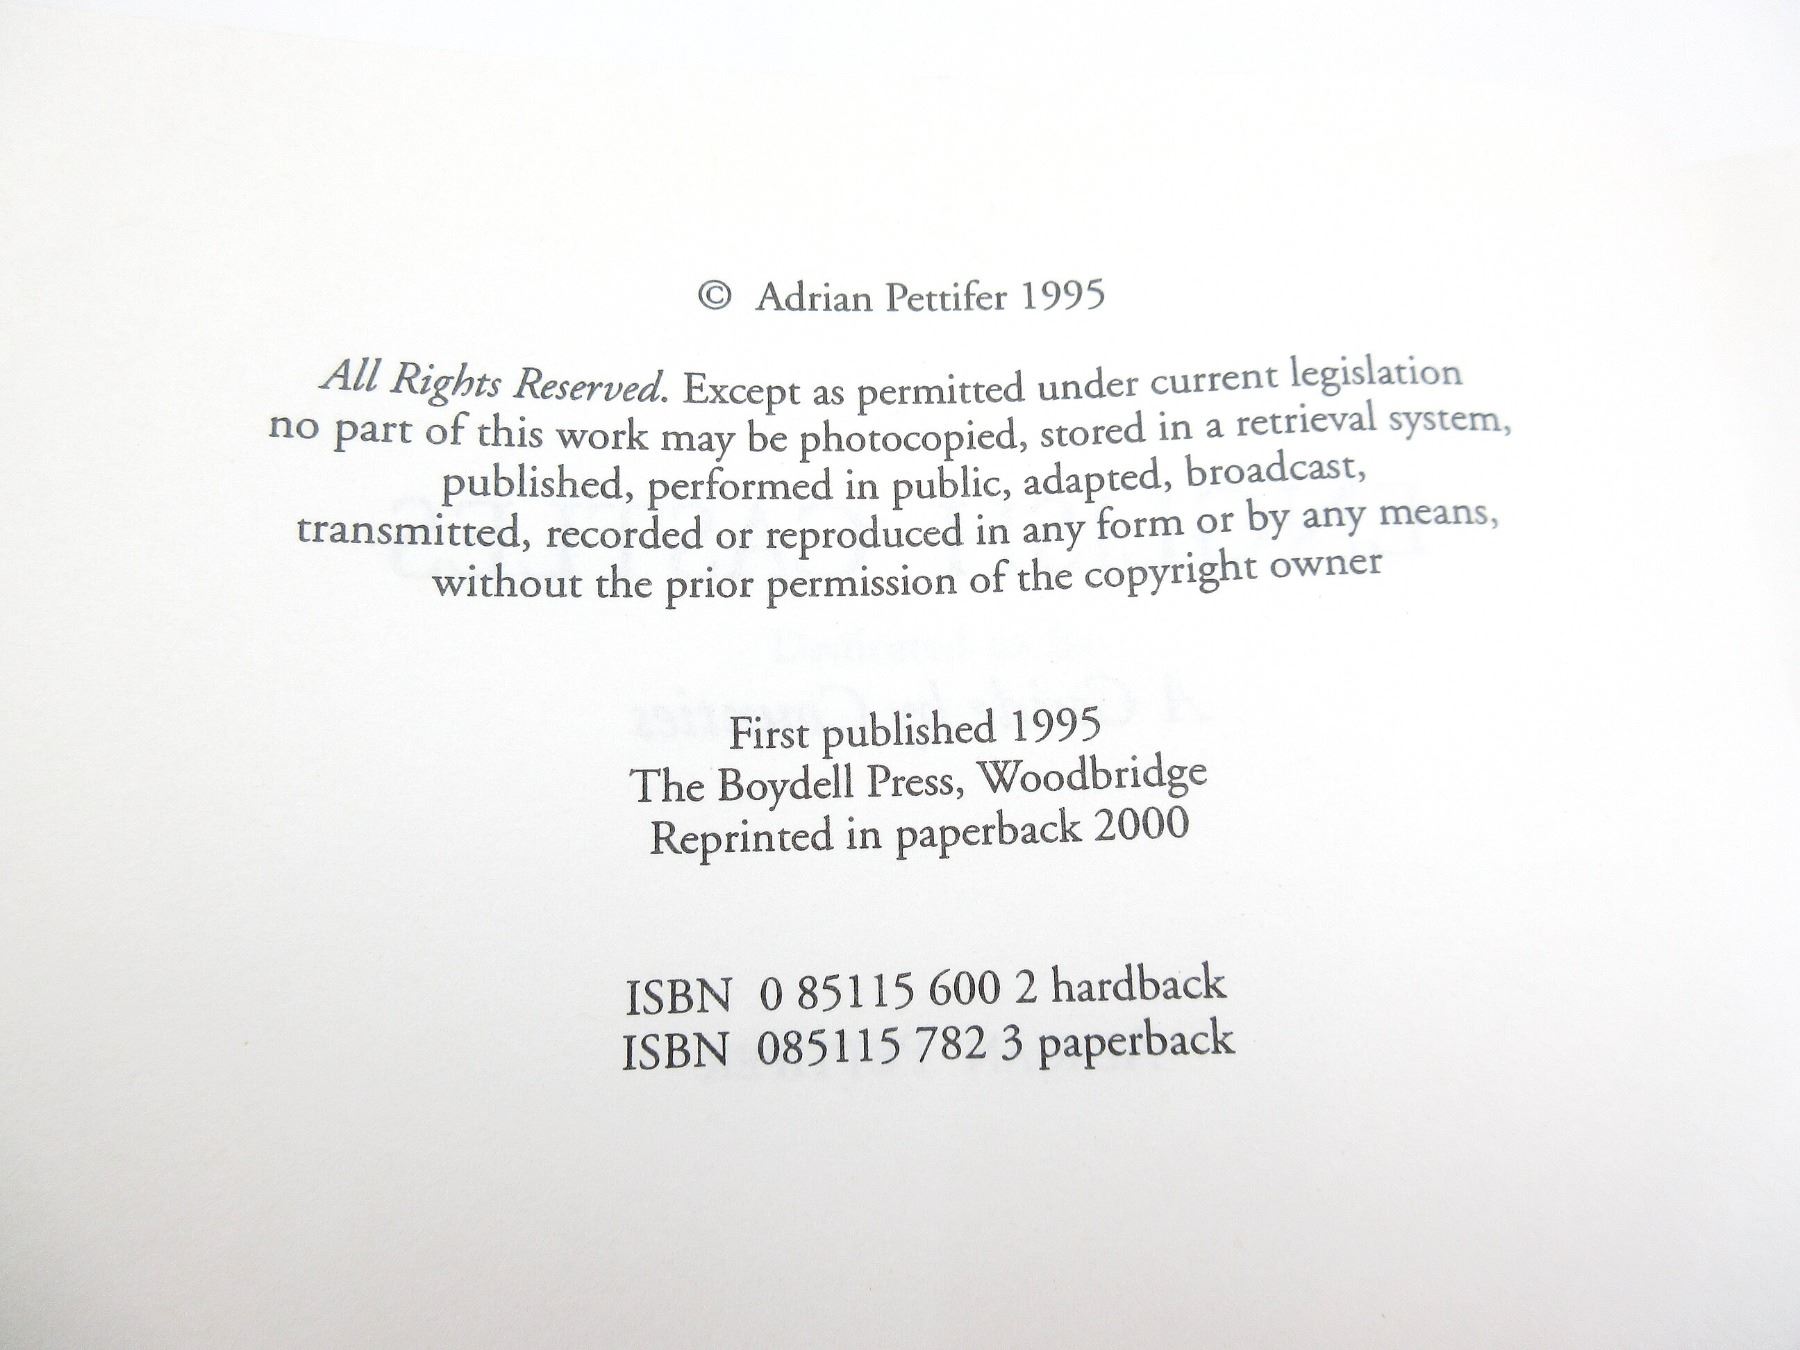 © Adrian Pettifer 1995
All Rights Reserved. Except as permitted under current legislation
no part of this work may be photocopied, stored in a retrieval system,
published, performed in public, adapted, broadcast,
transmitted, recorded or reproduced in any form or by any means,
without the prior permission of the copyright owner
First published 1995
The Boydell Press, Woodbridge
Reprinted in paperback 2000
ISBN 0 85115 600 2 hardback
ISBN 085115 782 3 paperback